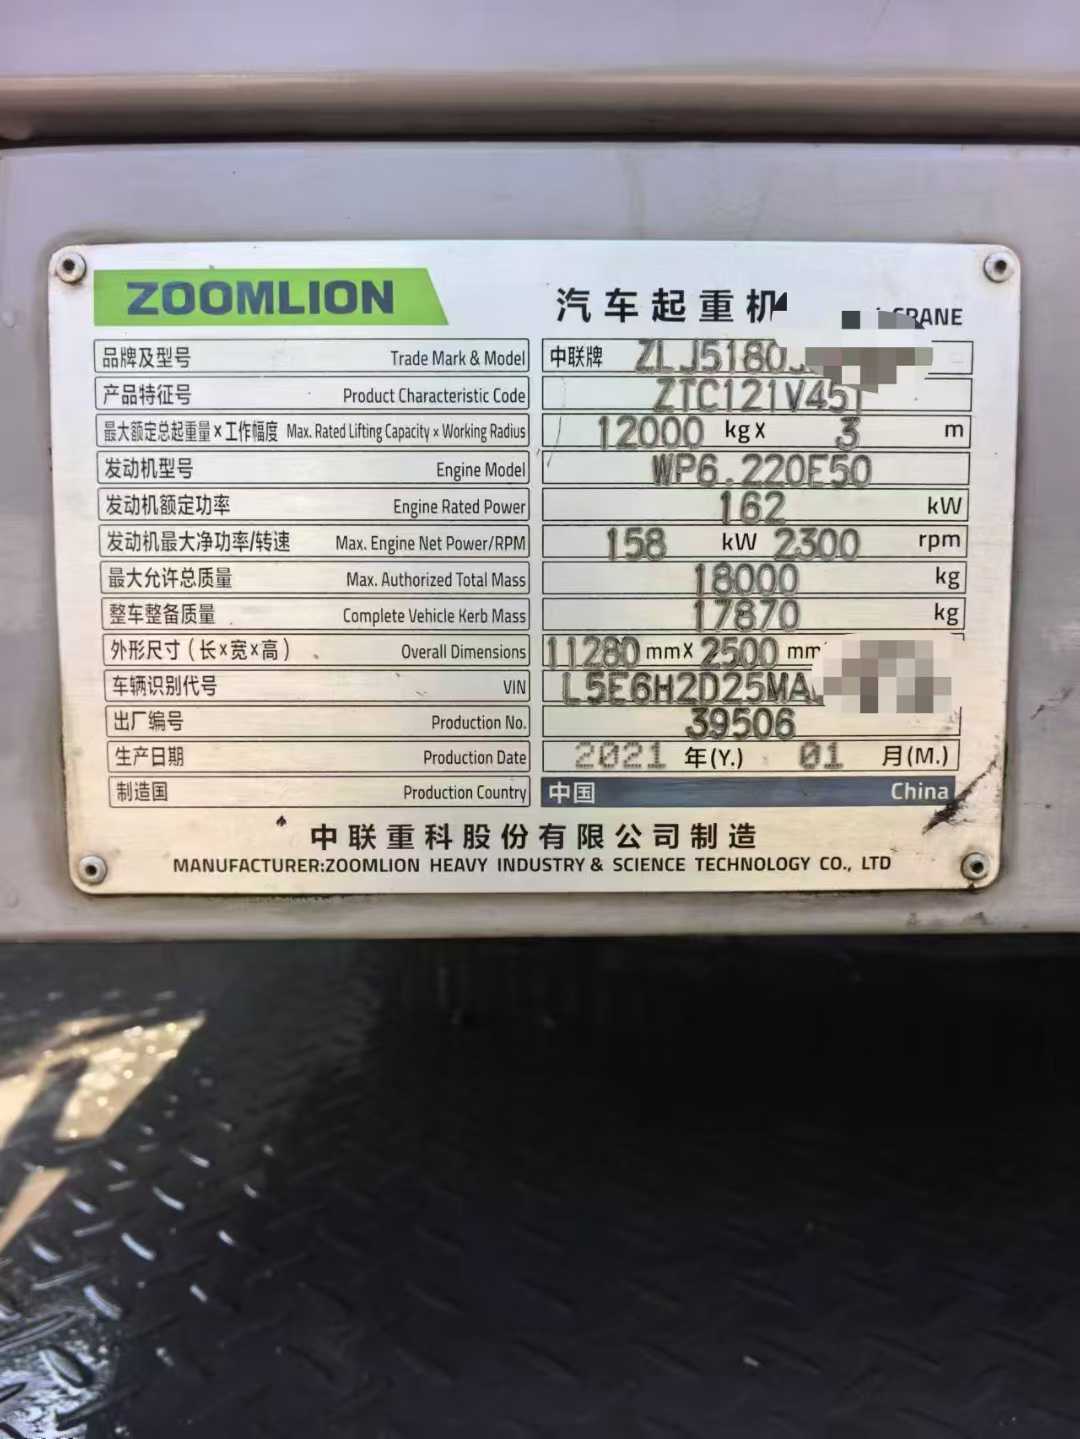 ZOOMLION 汽车起重机 CRANE
品牌及型号 Trade Mark & Model 中联牌 ZLJ5180
产品特征号 Product Characteristic Code ZTC121V451
最大额定总起重量×工作幅度 Max. Rated Lifting Capacity × Working Radius 12000 kg X 3 m
发动机型号 Engine Model WP6.220E50
发动机额定功率 Engine Rated Power 162 kW
发动机最大净功率/转速 Max. Engine Net Power/RPM 158 kW 2300 rpm
最大允许总质量 Max. Authorized Total Mass 18000 kg
整车整备质量 Complete Vehicle Kerb Mass 17870 kg
外形尺寸(长×宽×高) Overall Dimensions 11280 mmX 2500 mm
车辆识别代号 VIN L5E6H2D25MA
出厂编号 Production No. 39506
生产日期 Production Date 2021 年(Y.) 01 月(M.)
制造国 Production Country 中国 China
中联重科股份有限公司制造
MANUFACTURER:ZOOMLION HEAVY INDUSTRY & SCIENCE TECHNOLOGY CO., LTD